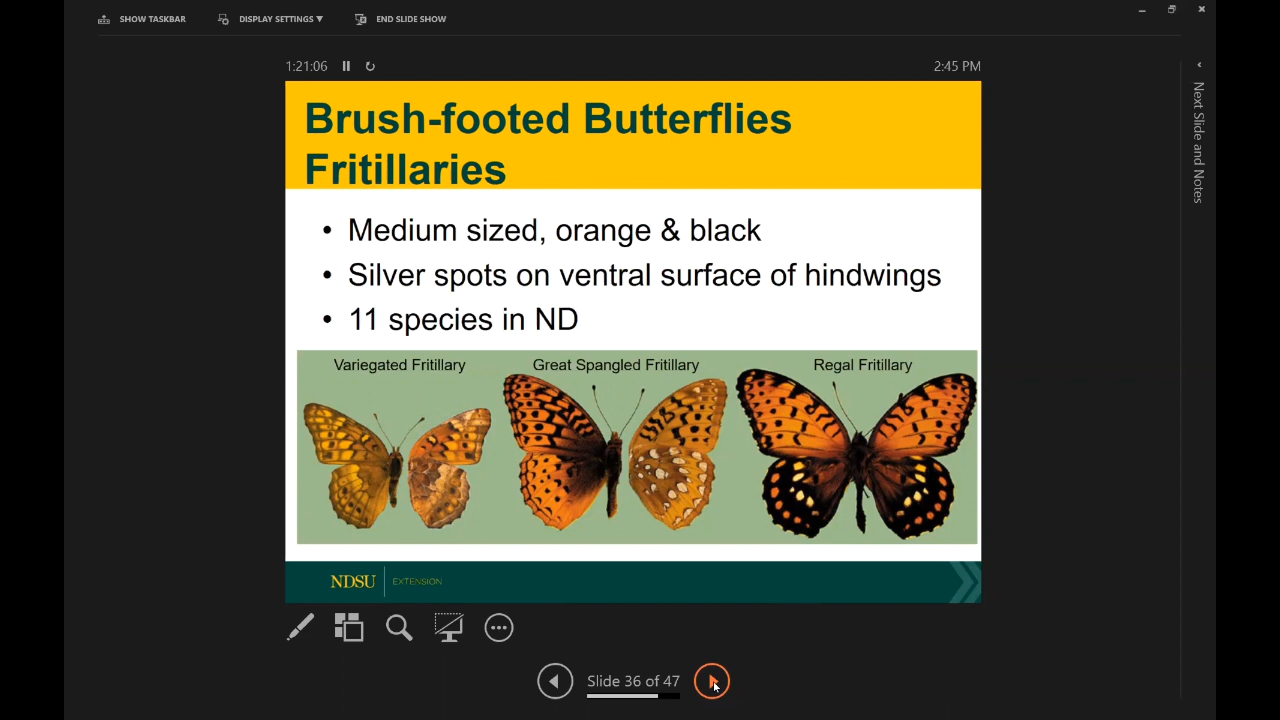 SHOW TASKBAR
DISPLAY SETTINGS ▼
END SLIDE SHOW
1:21:06
2:45 PM
Brush-footed Butterflies
Fritillaries
• Medium sized, orange & black
• Silver spots on ventral surface of hindwings
• 11 species in ND
Variegated Fritillary
Great Spangled Fritillary
Regal Fritillary
NDSU
EXTENSION
Slide 36 of 47
Next Slide and Notes